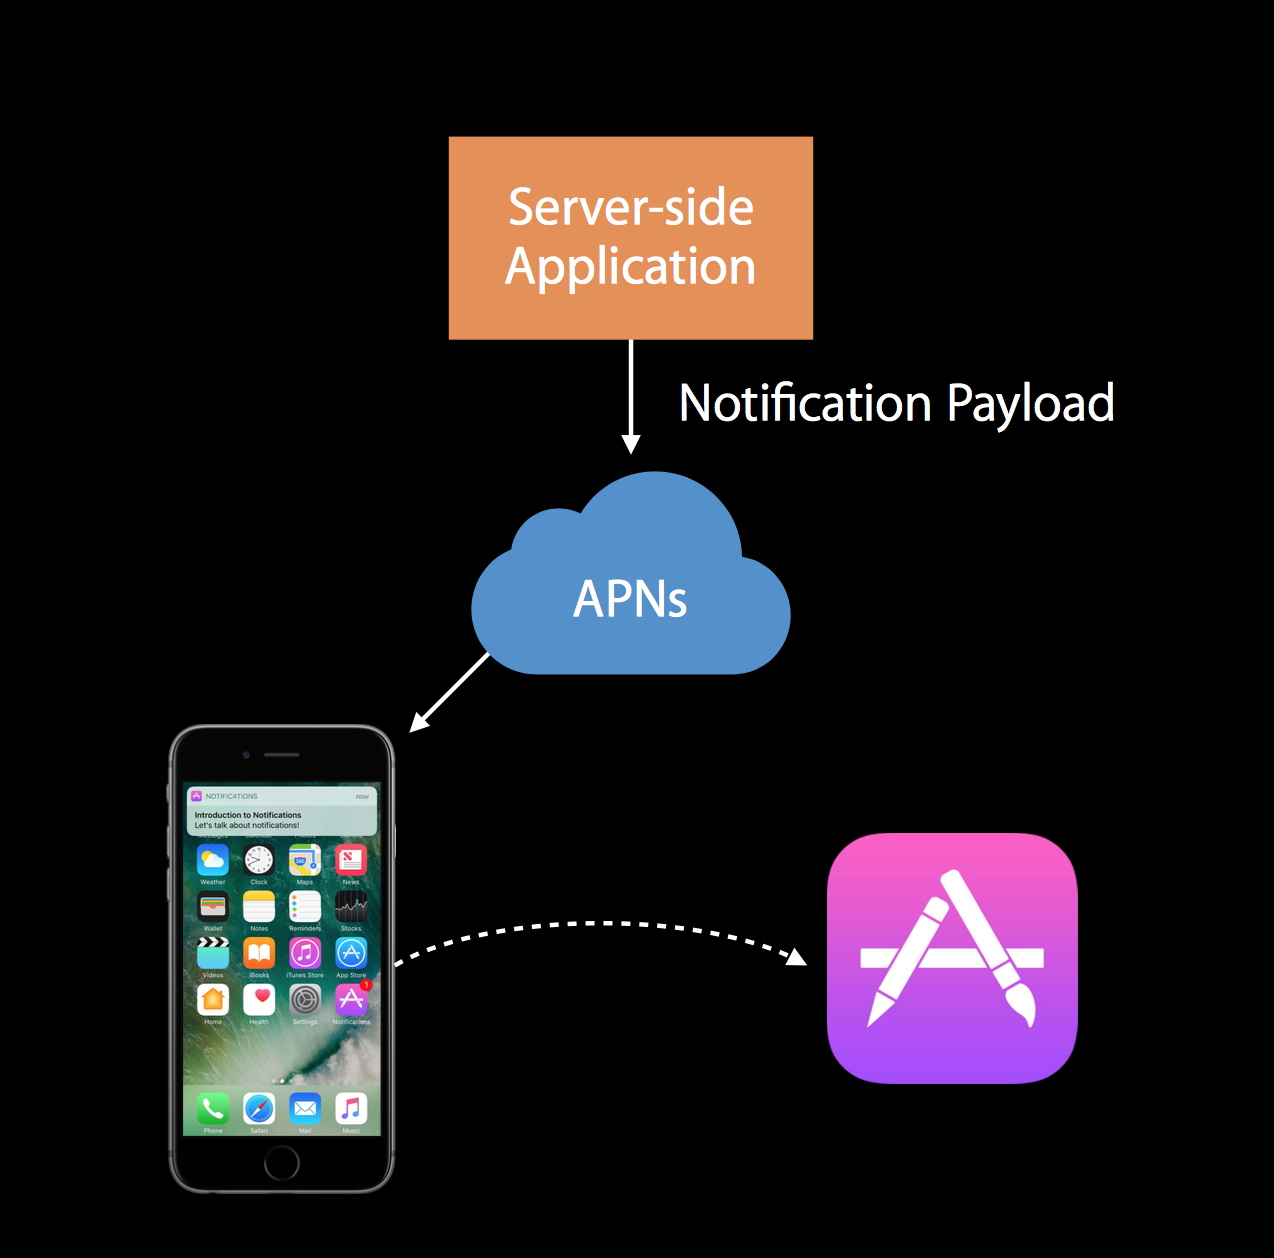 Server-side
Application
Notification Payload
APNs
NOTIFICATIONS now
Introduction to Notifications
Let's talk about notifications!
Weather Clock Maps News
Wallet Notes Reminders Stocks
Videos iBooks iTunes Store App Store
1
Home Health Settings Notifications
Phone Safari Mail Music